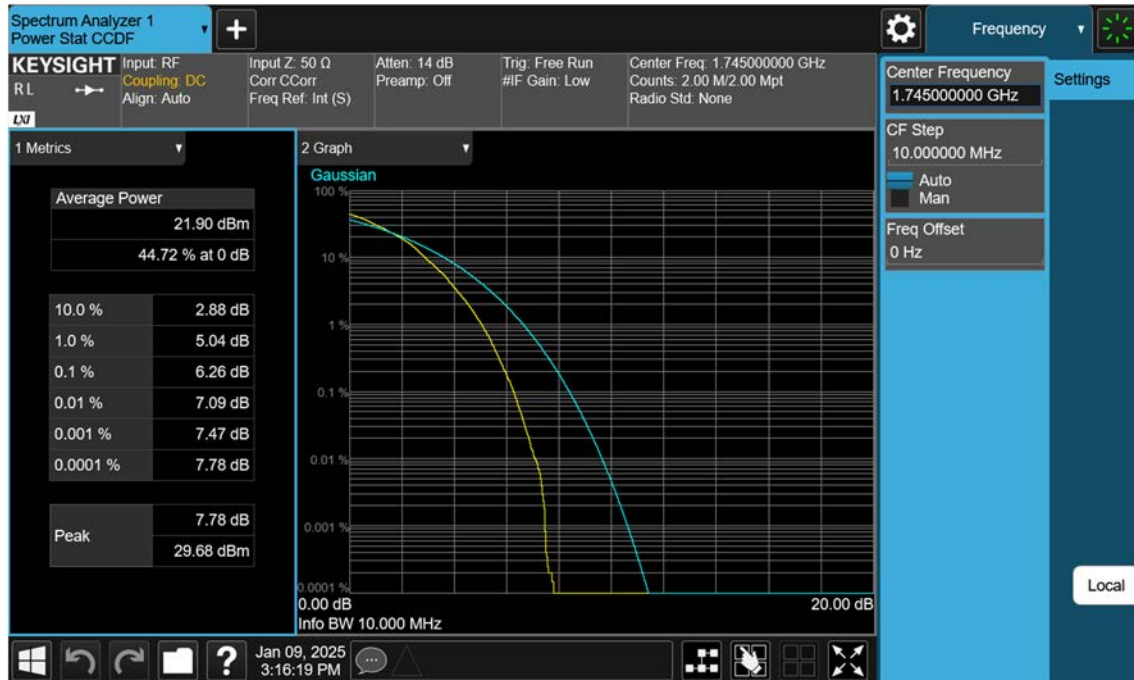 Spectrum Analyzer 1
Power Stat CCDF
Frequency
KEYSIGHT
RL
LXI
Input: RF
Coupling: DC
Align: Auto
Input Z: 50 Ω
Corr CCorr
Freq Ref: Int (S)
Atten: 14 dB
Preamp: Off
Trig: Free Run
#IF Gain: Low
Center Freq: 1.745000000 GHz
Counts: 2.00 M/2.00 Mpt
Radio Std: None
Center Frequency
1.745000000 GHz
Settings
CF Step
10.000000 MHz
Auto
Man
Freq Offset
0 Hz
Local
1 Metrics
Average Power
21.90 dBm
44.72 % at 0 dB
10.0 % 2.88 dB
1.0 % 5.04 dB
0.1 % 6.26 dB
0.01 % 7.09 dB
0.001 % 7.47 dB
0.0001 % 7.78 dB
Peak
7.78 dB
29.68 dBm
2 Graph
Gaussian
100 %
10 %
1 %
0.1 %
0.01 %
0.001 %
0.0001 %
0.00 dB 20.00 dB
Info BW 10.000 MHz
?
Jan 09, 2025
3:16:19 PM